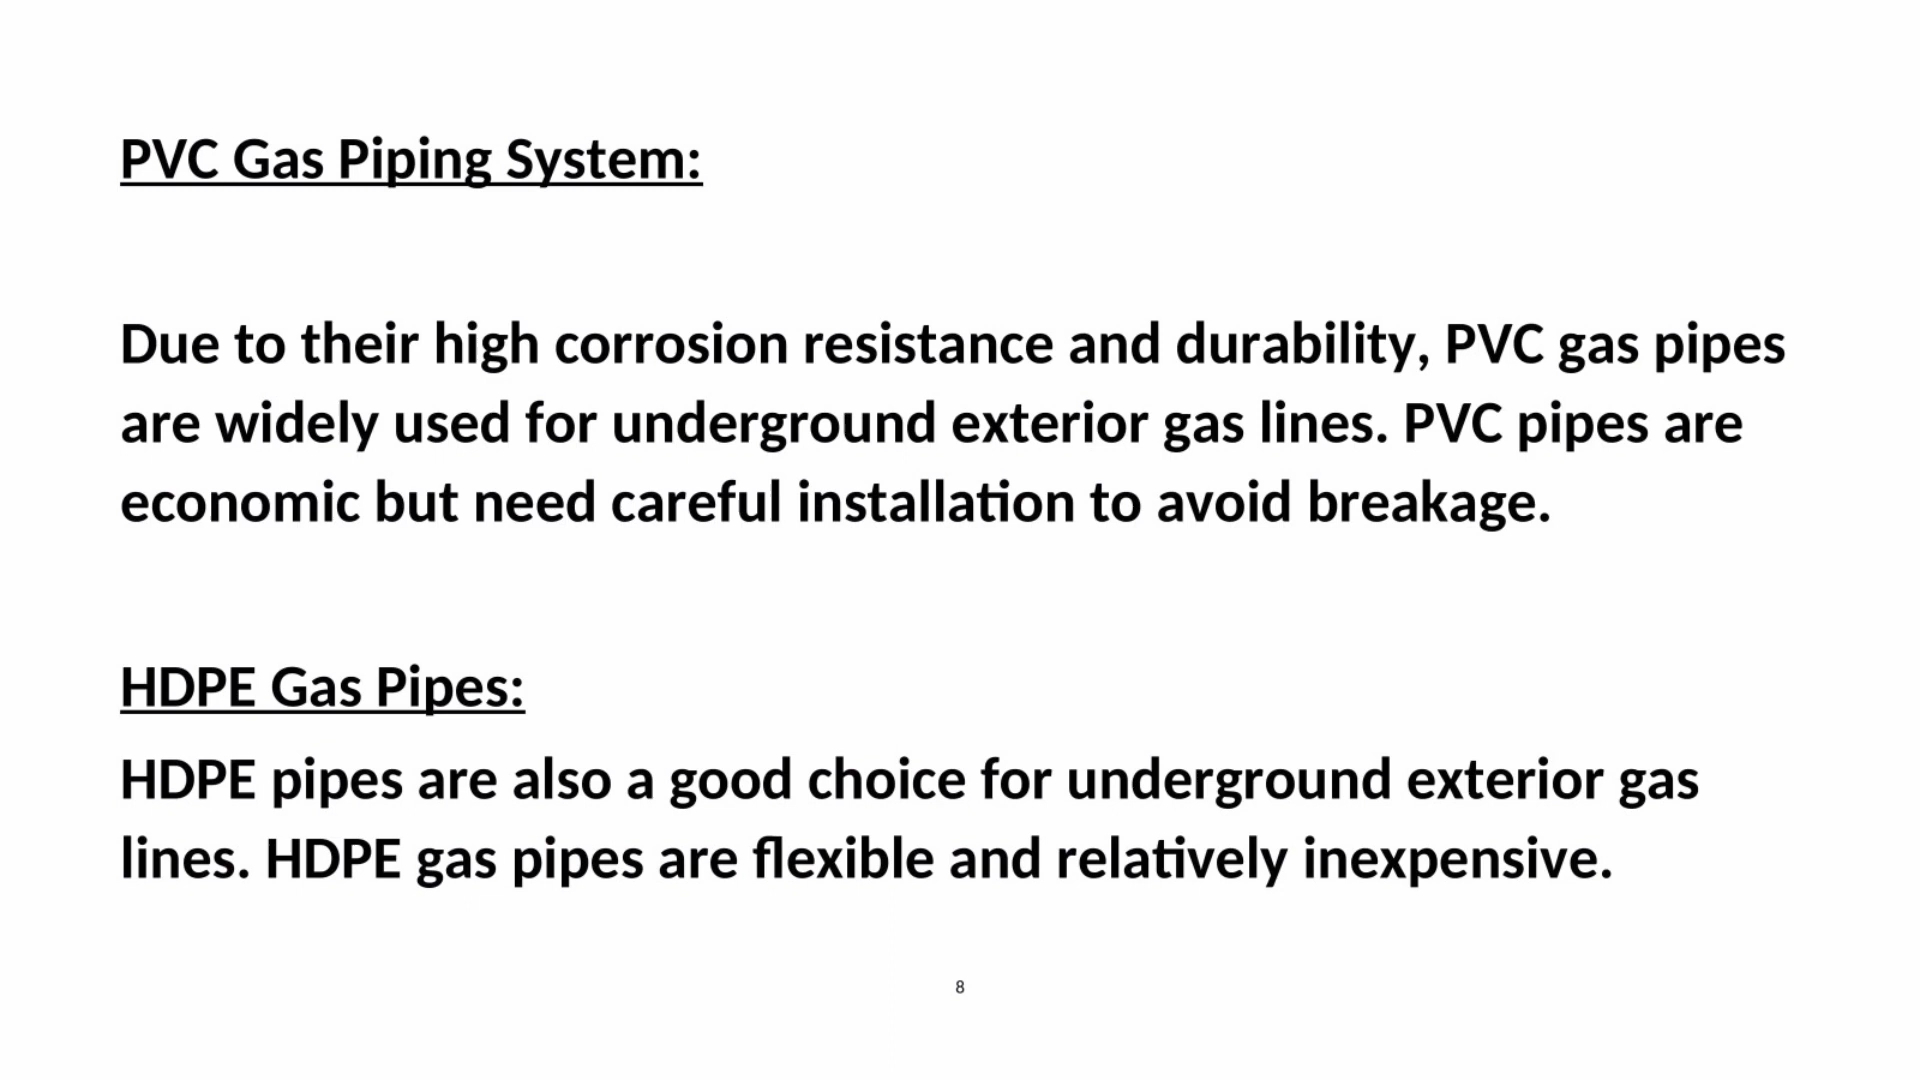 PVC Gas Piping System:
Due to their high corrosion resistance and durability, PVC gas pipes
are widely used for underground exterior gas lines. PVC pipes are
economic but need careful installation to avoid breakage.
HDPE Gas Pipes:
HDPE pipes are also a good choice for underground exterior gas
lines. HDPE gas pipes are flexible and relatively inexpensive.
8